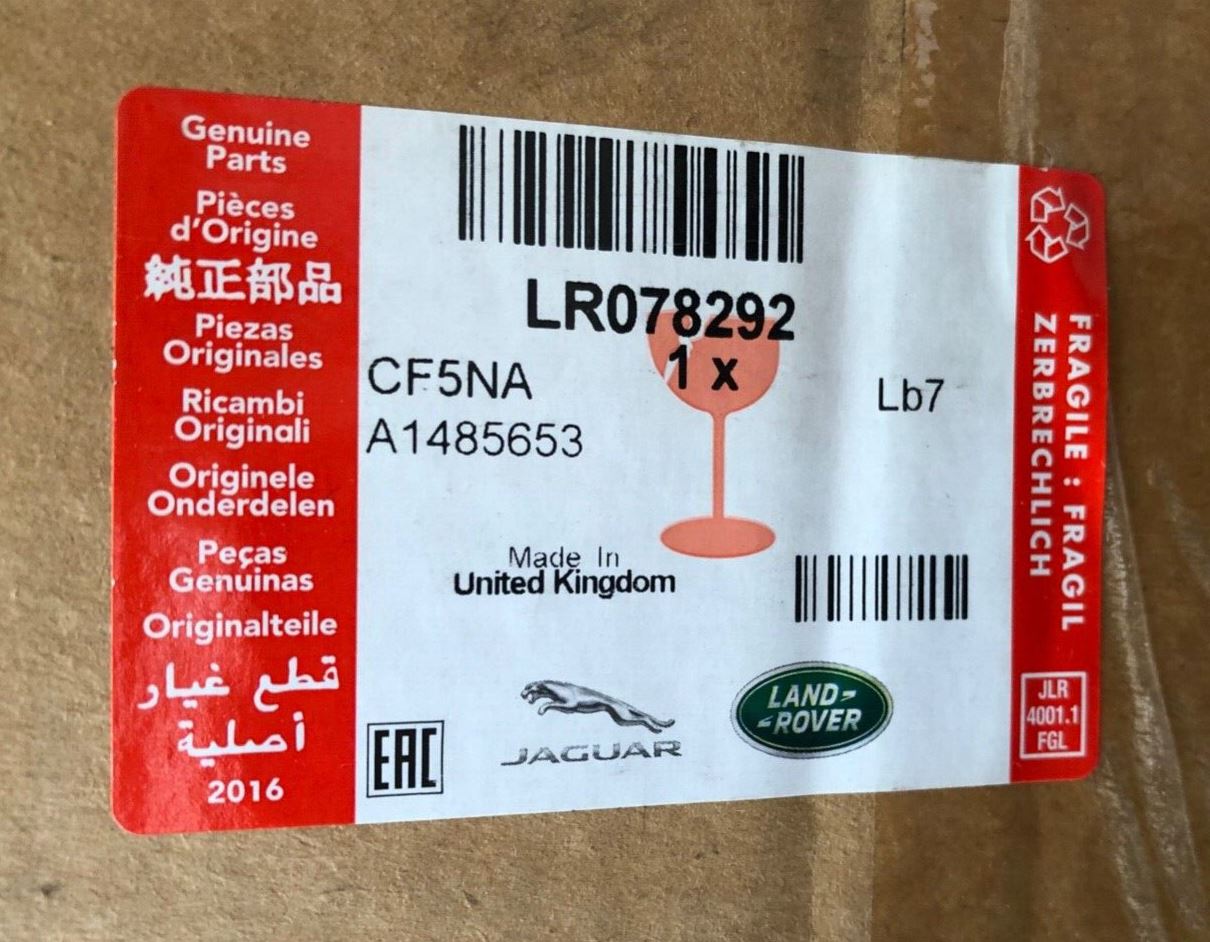 Genuine
Parts
Pièces
d'Origine
純正部品
Piezas
Originales
Ricambi
Originali
Originele
Onderdelen
Peças
Genuinas
Originalteile
قطع غيار
أصلية
2016
LR078292
1 x
CF5NA
A1485653
Lb7
Made In
United Kingdom
EAC
JAGUAR
LAND-
-ROVER
FRAGILE : FRAGIL
ZERBRECHLICH
JLR
4001.1
FGL